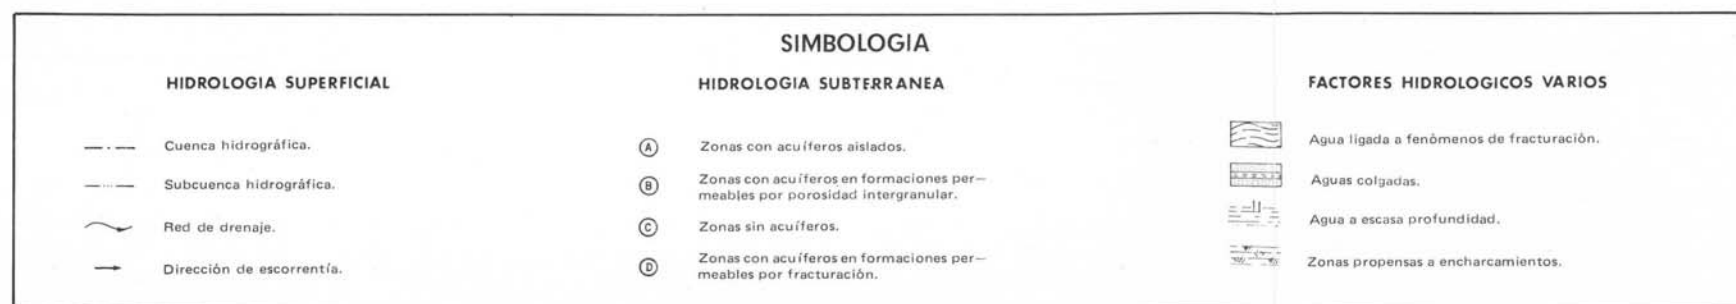 SIMBOLOGIA
HIDROLOGIA SUPERFICIAL
Cuenca hidrográfica.
Subcuenca hidrográfica.
Red de drenaje.
Dirección de escorrentía.
HIDROLOGIA SUBTERRANEA
A Zonas con acuíferos aislados.
B Zonas con acuíferos en formaciones per—
meables por porosidad intergranular.
C Zonas sin acuíferos.
D Zonas con acuíferos en formaciones per—
meables por fracturación.
FACTORES HIDROLOGICOS VARIOS
Agua ligada a fenómenos de fracturación.
Aguas colgadas.
Agua a escasa profundidad.
Zonas propensas a encharcamientos.